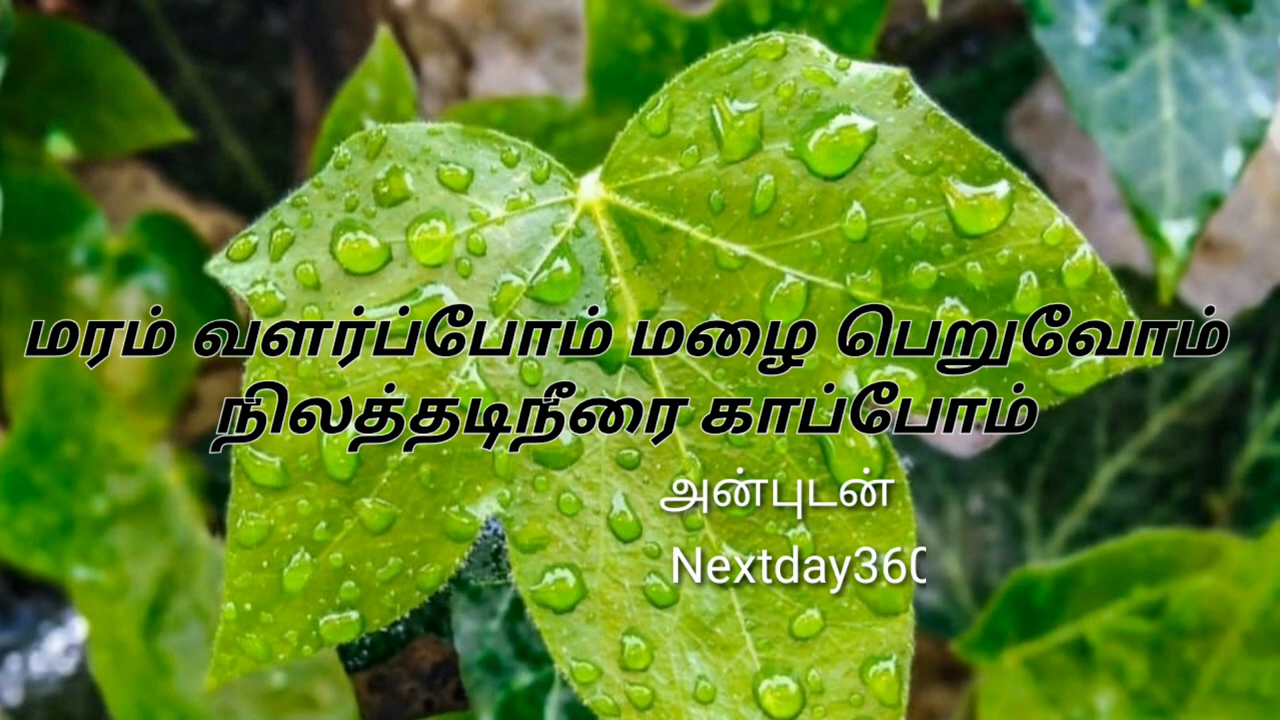 மரம் வளர்ப்போம் மழை பெறுவோம்
நிலத்தடிநீரை காப்போம்
அன்புடன்
Nextday360